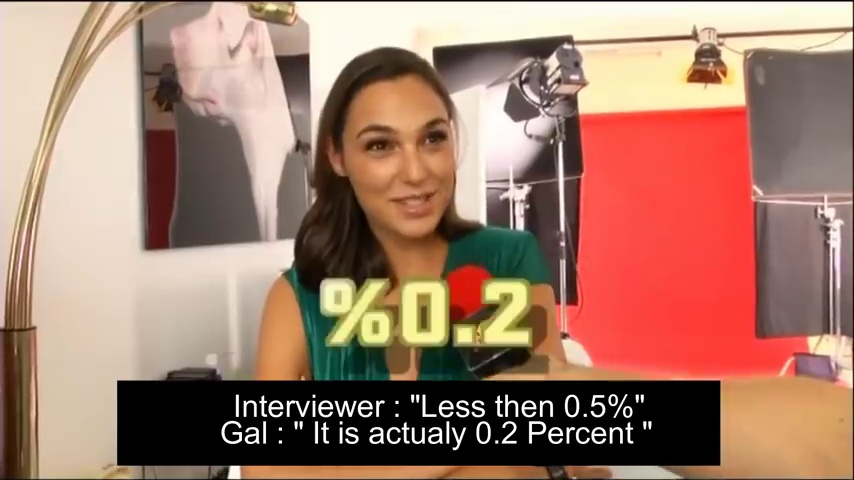 %0.2
Interviewer : "Less then 0.5%"
Gal : " It is actualy 0.2 Percent "